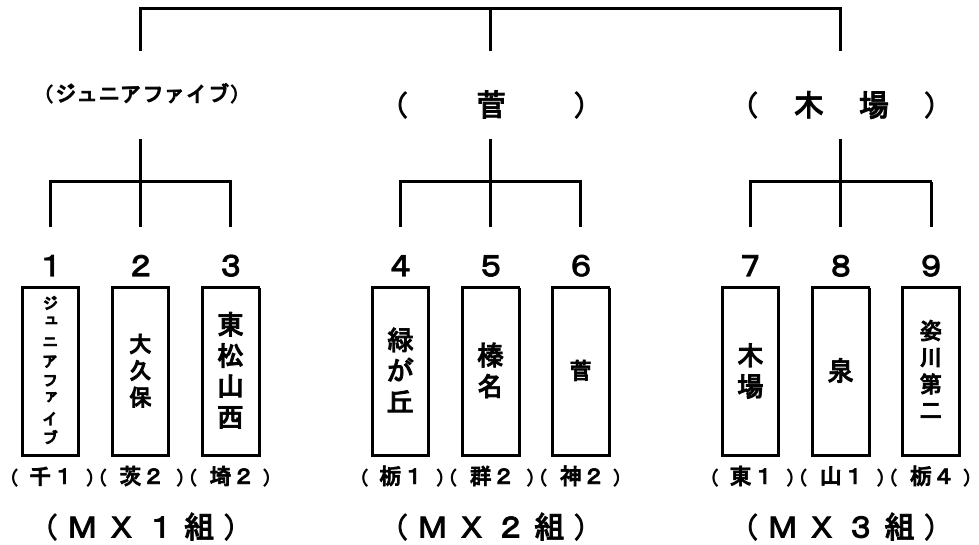 （ジュニアファイブ）
（　菅　）
（木　場）
１ ２ ３ ４ ５ ６ ７ ８ ９
ジュニアファイブ
大久保
東松山西
緑が丘
榛名
菅
木場
泉
姿川第二
（千１）（茨２）（埼２）
（栃１）（群２）（神２）
（東１）（山１）（栃４）
（ＭＸ１組）
（ＭＸ２組）
（ＭＸ３組）